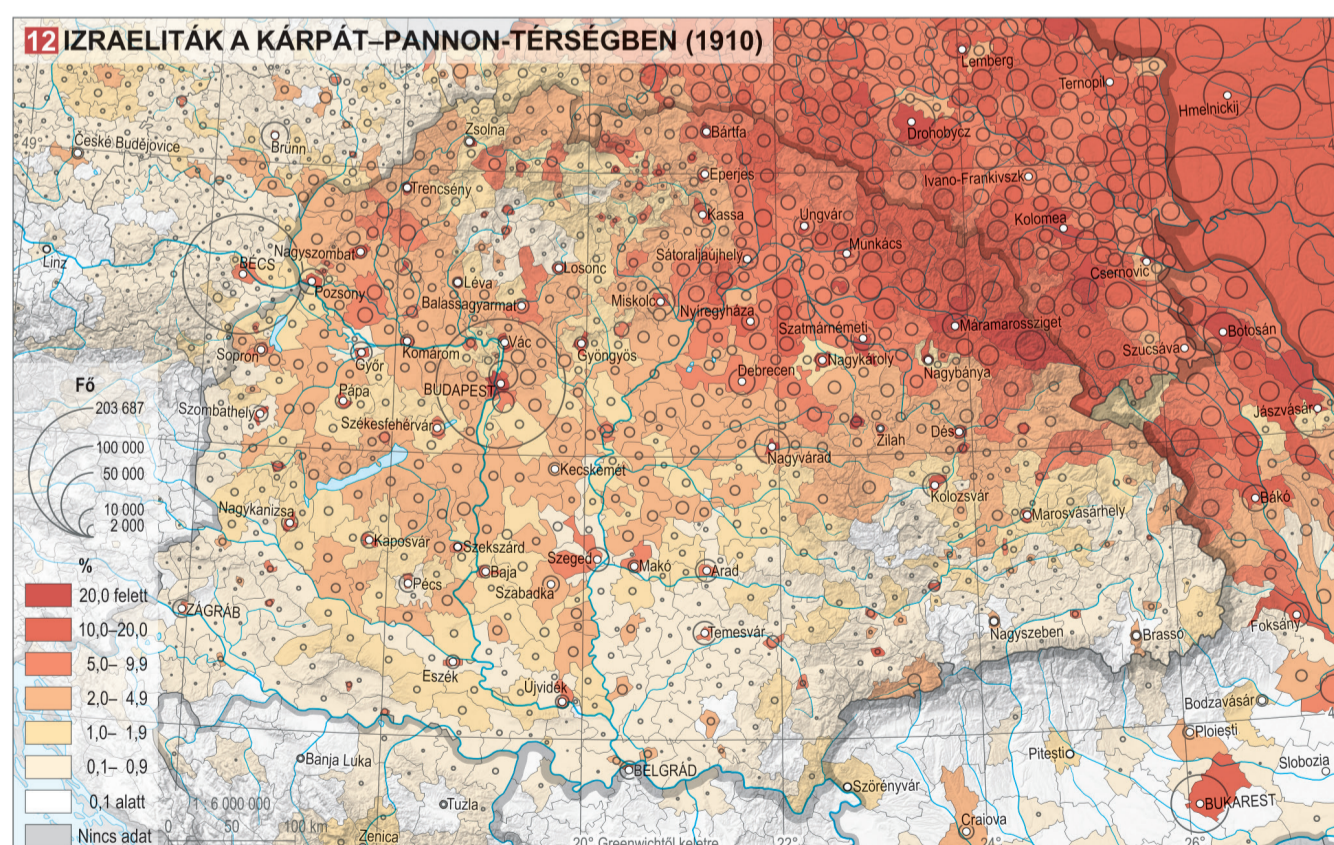 12 IZRAELITÁK A KÁRPÁT–PANNON-TÉRSÉGBEN (1910)
Lemberg
Ternopil
Hmelnickij
Drohobycz
Bártfa
Zsolna
49°
České Budějovice
Brünn
Eperjes
Ivano-Frankivszk
Trencsény
Kassa
Ungvár
Kolomea
Linz
BÉCS
Nagyszombat
Munkács
Sátoraljaújhely
Losonc
Csernovic
Pozsony
Léva
Balassagyarmat
Miskolc
Nyíregyháza
Szatmárnémeti
Máramarossziget
Botosán
Sopron
Győr
Komárom
Vác
Gyöngyös
Nagykároly
Nagybánya
Szucsáva
Debrecen
Pápa
BUDAPEST
Jászvásár
Szombathely
Székesfehérvár
Zilah
Dés
Nagyvárad
Kecskemét
Kolozsvár
Bákó
Nagykanizsa
Marosvásárhely
Kaposvár
Szekszárd
Szeged
Makó
Arad
Baja
Pécs
Szabadka
ZÁGRÁB
Temesvár
Nagyszeben
Brassó
Foksány
Eszék
Újvidék
Bodzavásár
Ploiești
Banja Luka
BELGRÁD
Pitești
Slobozia
Szörényvár
Tuzla
BUKAREST
Zenica
Craiova
Fő
203 687
100 000
50 000
10 000
2 000
%
20,0 felett
10,0–20,0
5,0– 9,9
2,0– 4,9
1,0– 1,9
0,1– 0,9
0,1 alatt
Nincs adat
1 : 6 000 000
0 50 100 km
20° Greenwichtől keletre
22°
24°
26°